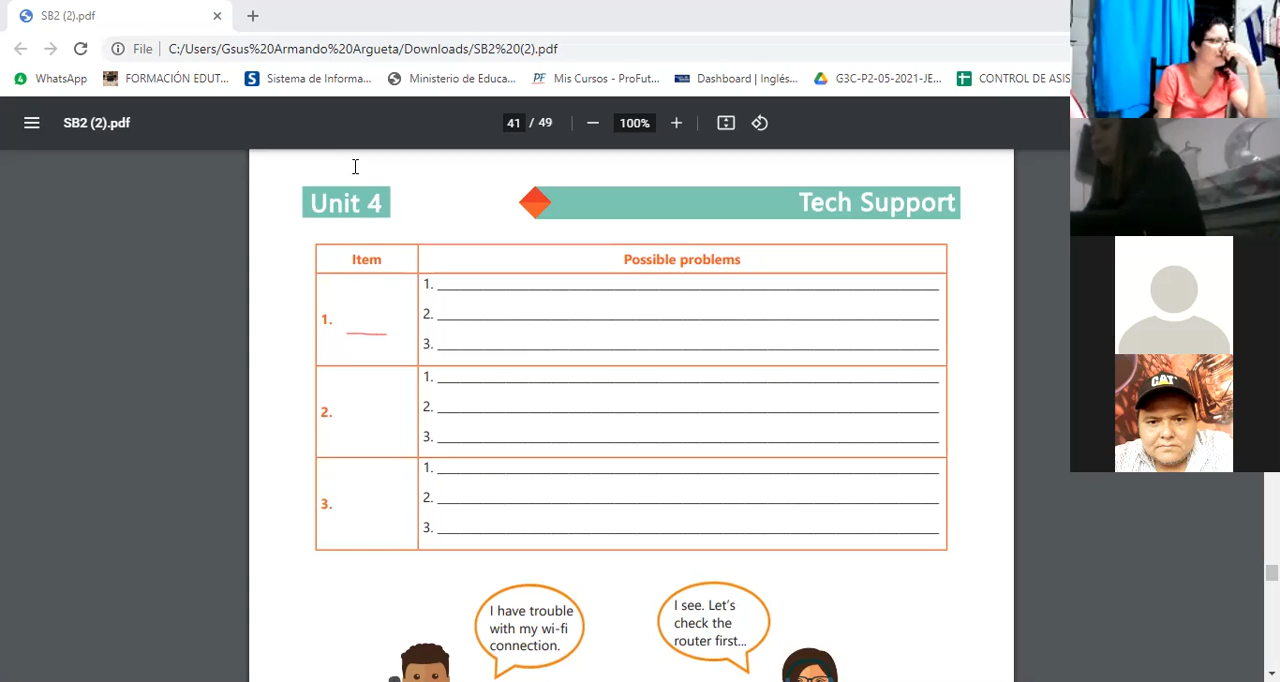 SB2 (2).pdf
File
C:/Users/Gsus%20Armando%20Argueta/Downloads/SB2%20(2).pdf
WhatsApp
FORMACIÓN EDUT...
Sistema de Informa...
Ministerio de Educa...
Mis Cursos - ProFut...
Dashboard | Inglés...
G3C-P2-05-2021-JE...
CONTROL DE ASIS
SB2 (2).pdf
41 / 49
100%
Unit 4
Tech Support
Item
Possible problems
1.
1.
2.
3.
2.
1.
2.
3.
3.
1.
2.
3.
I have trouble
with my wi-fi
connection.
I see. Let's
check the
router first...
CAT